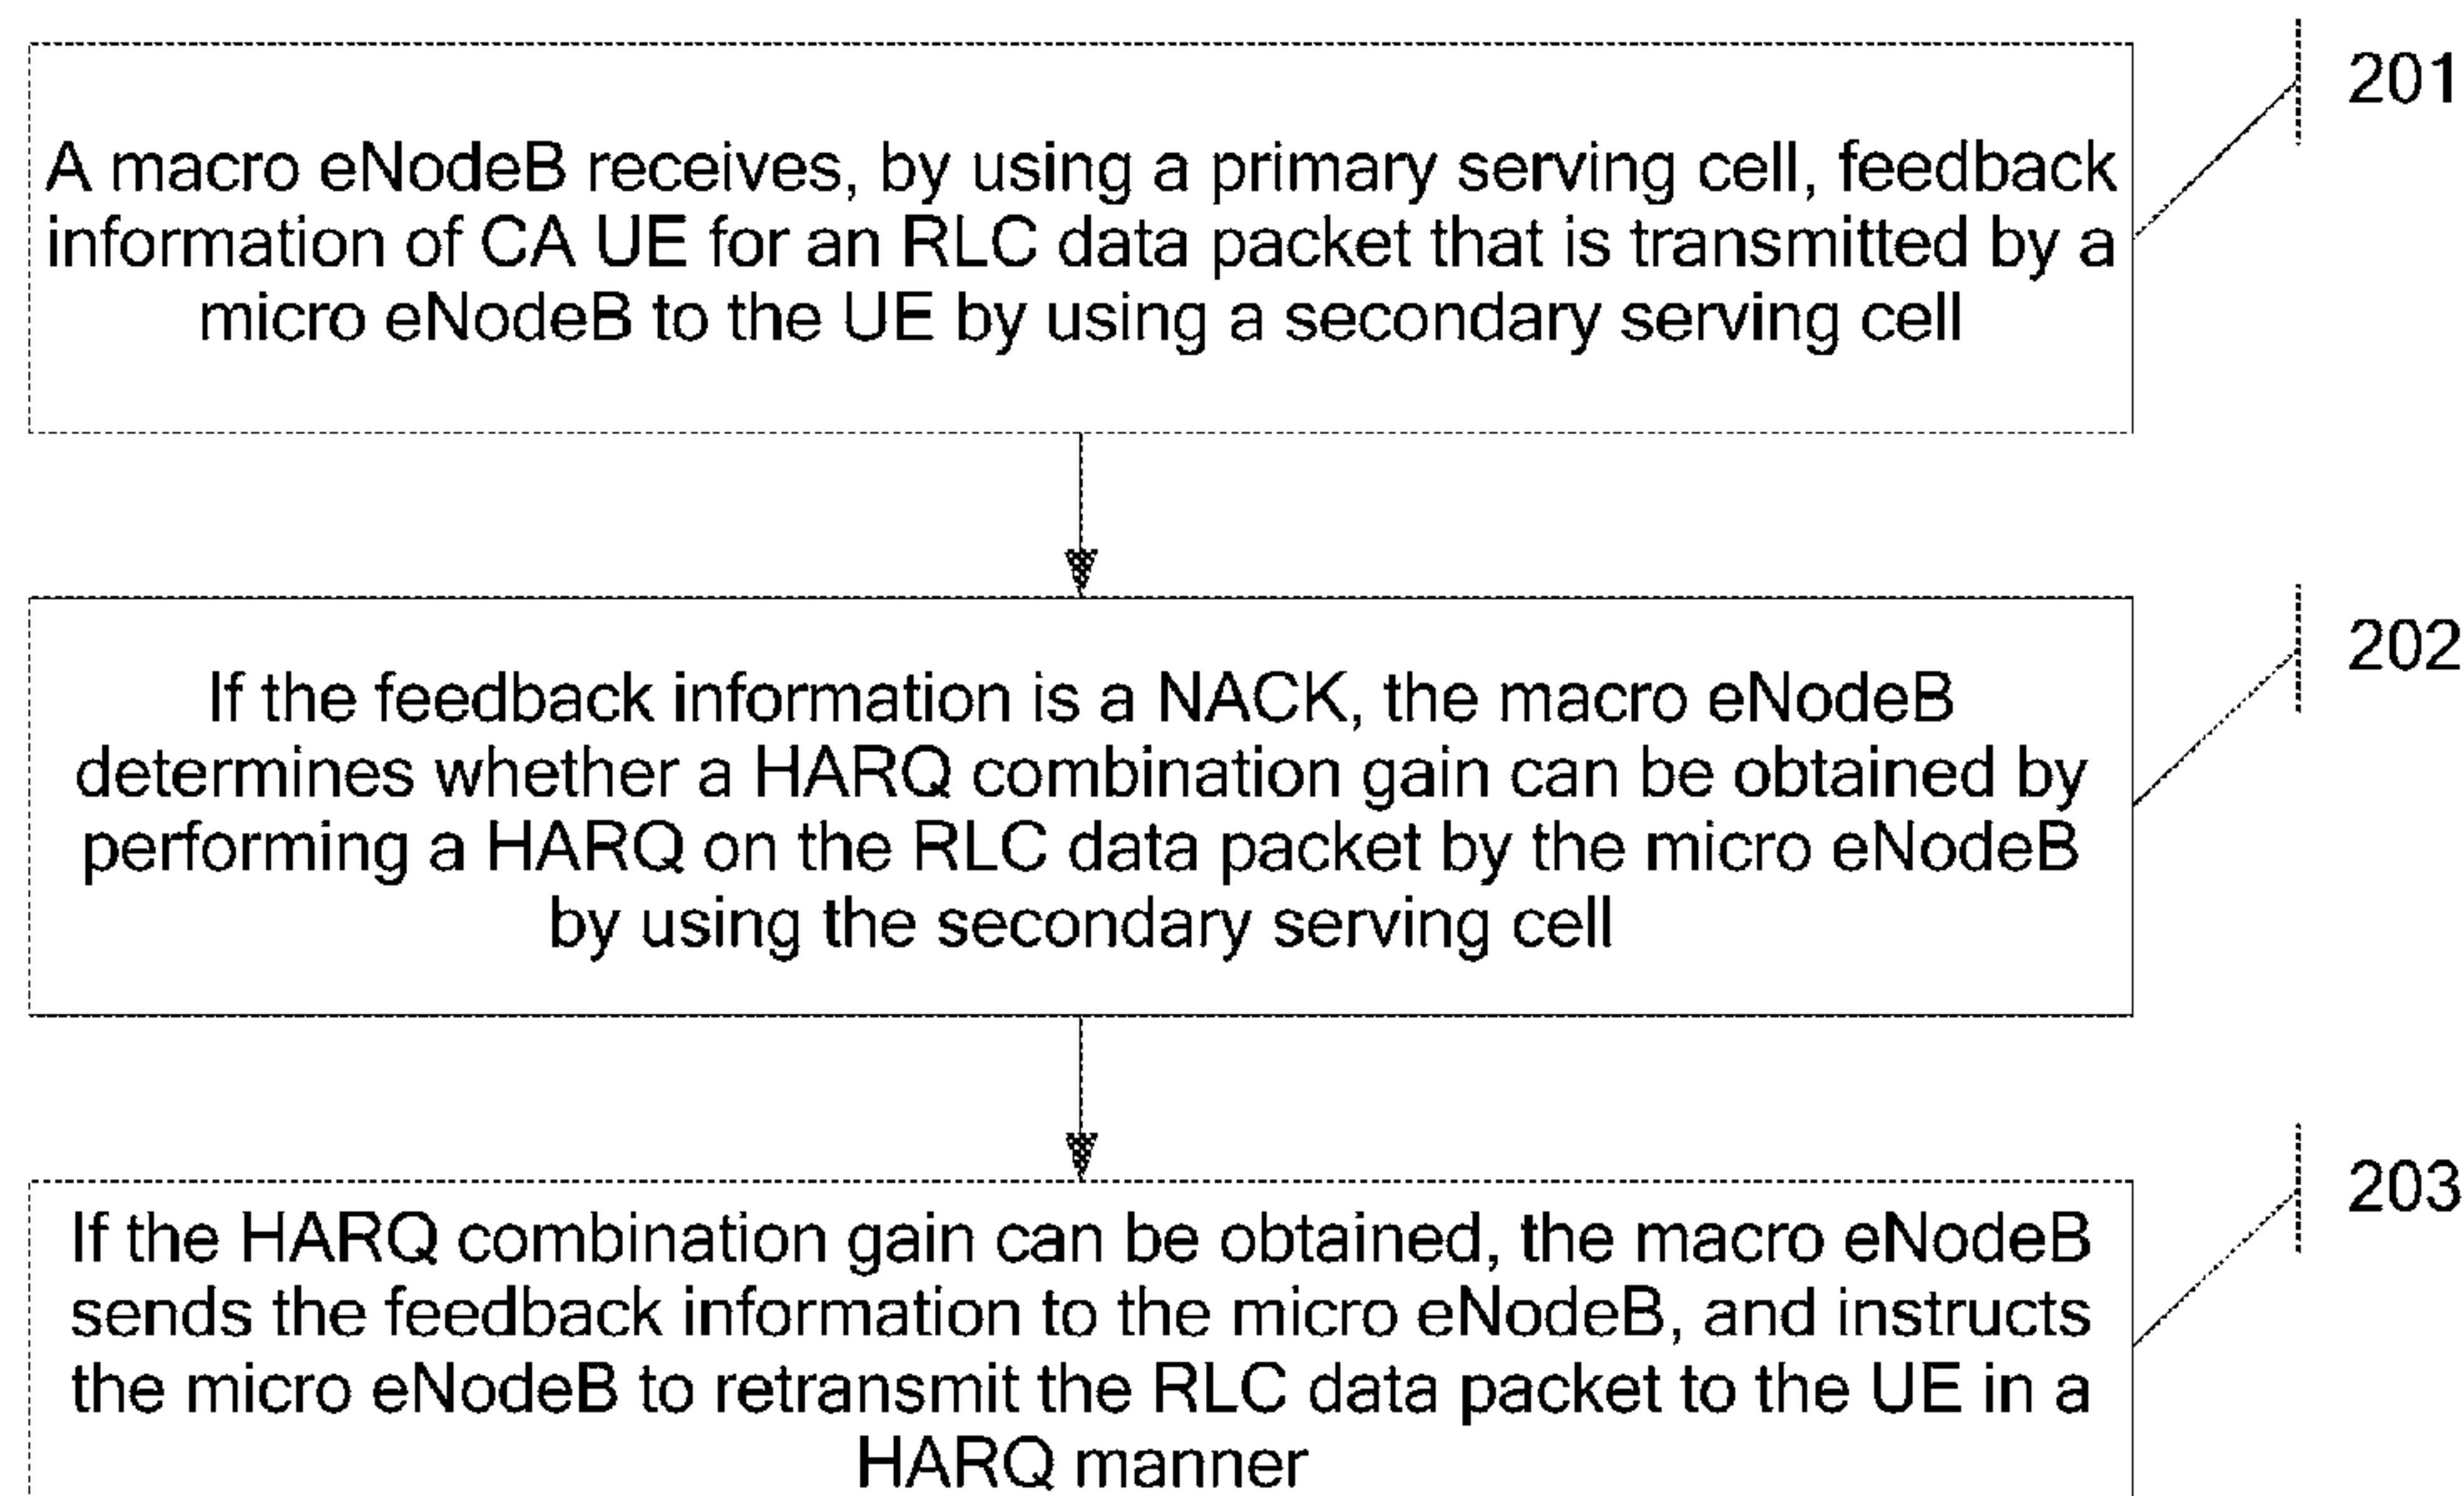 201
A macro eNodeB receives, by using a primary serving cell, feedback
information of CA UE for an RLC data packet that is transmitted by a
micro eNodeB to the UE by using a secondary serving cell
202
If the feedback information is a NACK, the macro eNodeB
determines whether a HARQ combination gain can be obtained by
performing a HARQ on the RLC data packet by the micro eNodeB
by using the secondary serving cell
203
If the HARQ combination gain can be obtained, the macro eNodeB
sends the feedback information to the micro eNodeB, and instructs
the micro eNodeB to retransmit the RLC data packet to the UE in a
HARQ manner